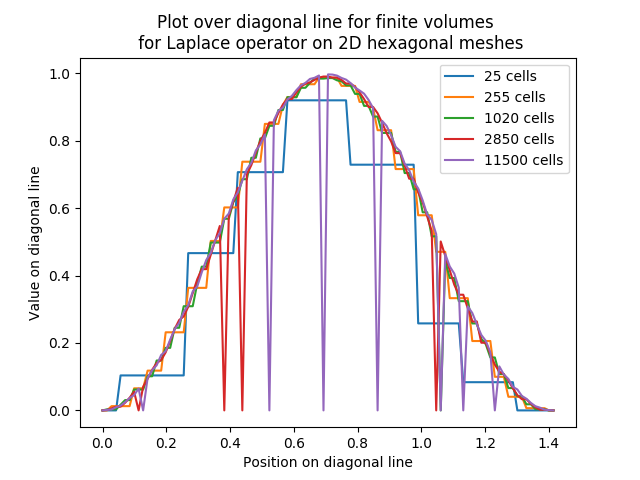 Plot over diagonal line for finite volumes
for Laplace operator on 2D hexagonal meshes
1.0
0.8
0.6
0.4
0.2
0.0
Value on diagonal line
25 cells
255 cells
1020 cells
2850 cells
11500 cells
0.0 0.2 0.4 0.6 0.8 1.0 1.2 1.4
Position on diagonal line